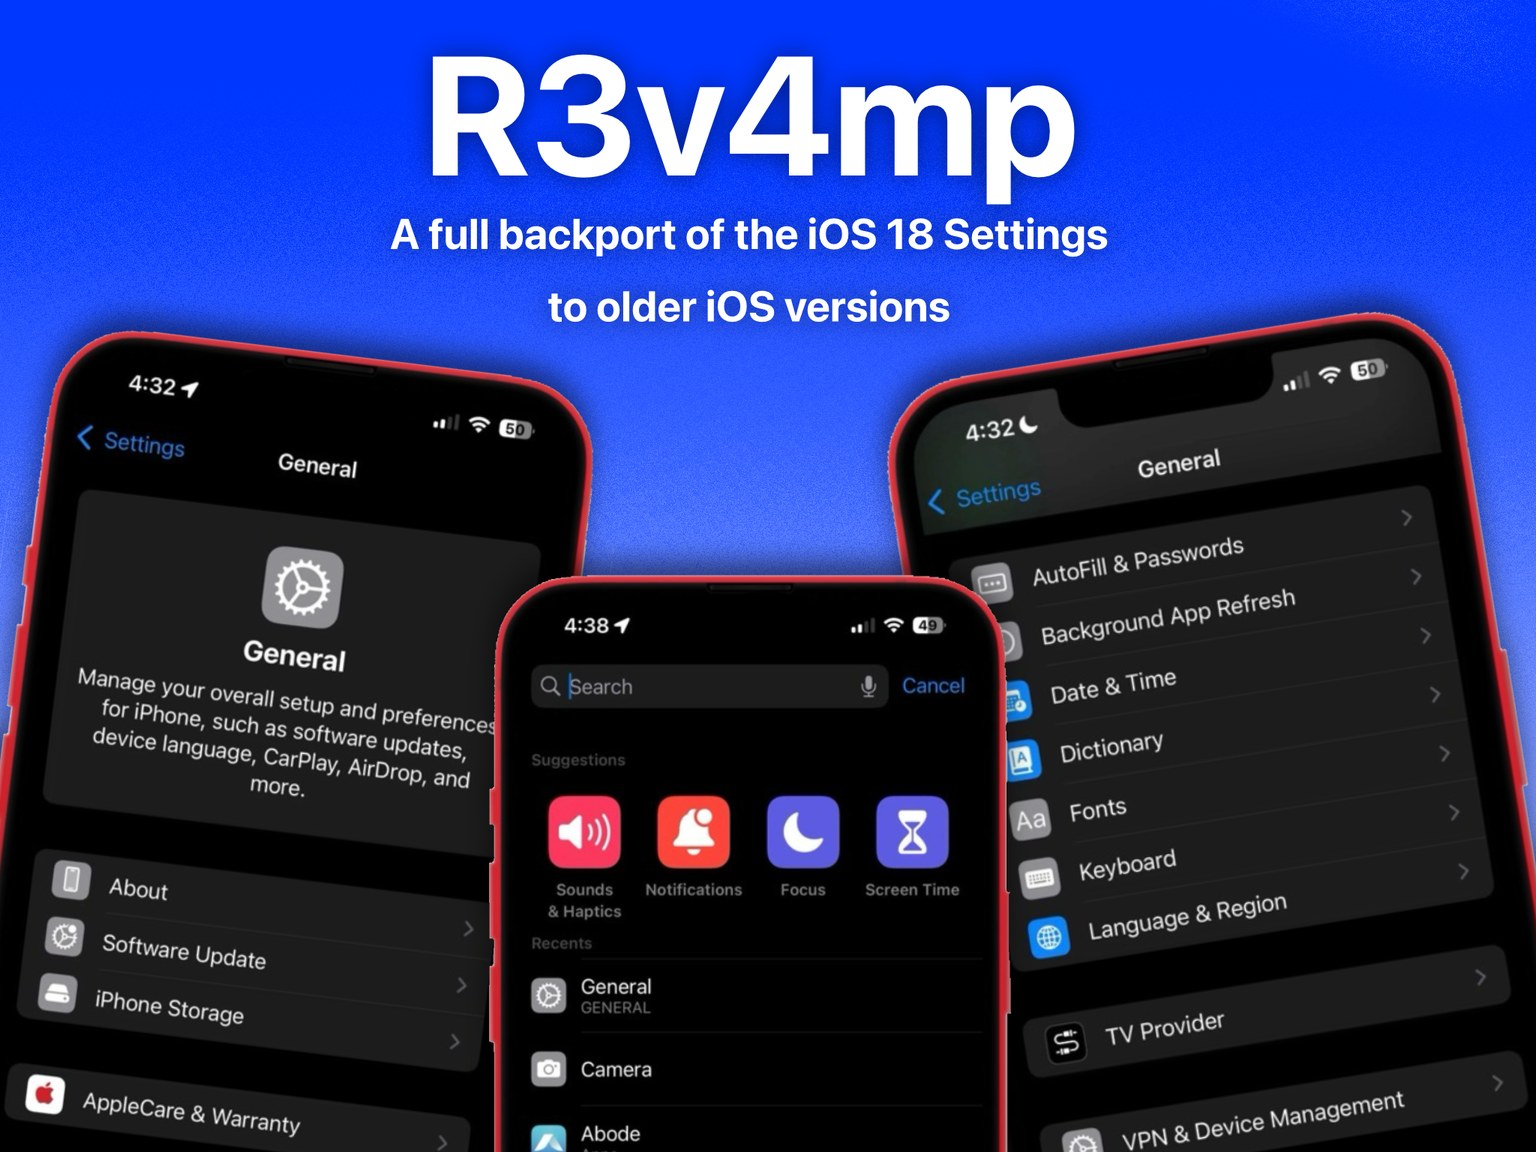 R3v4mp
A full backport of the iOS 18 Settings
to older iOS versions
4:32
50
Settings
General
General
Manage your overall setup and preferences
for iPhone, such as software updates,
device language, CarPlay, AirDrop, and
more.
About
Software Update
iPhone Storage
AppleCare & Warranty
4:38
49
Search
Cancel
Suggestions
Sounds
& Haptics
Notifications
Focus
Screen Time
Recents
General
GENERAL
Camera
Abode
4:32
50
Settings
General
AutoFill & Passwords
Background App Refresh
Date & Time
A
Dictionary
Aa
Fonts
Keyboard
Language & Region
TV Provider
VPN & Device Management